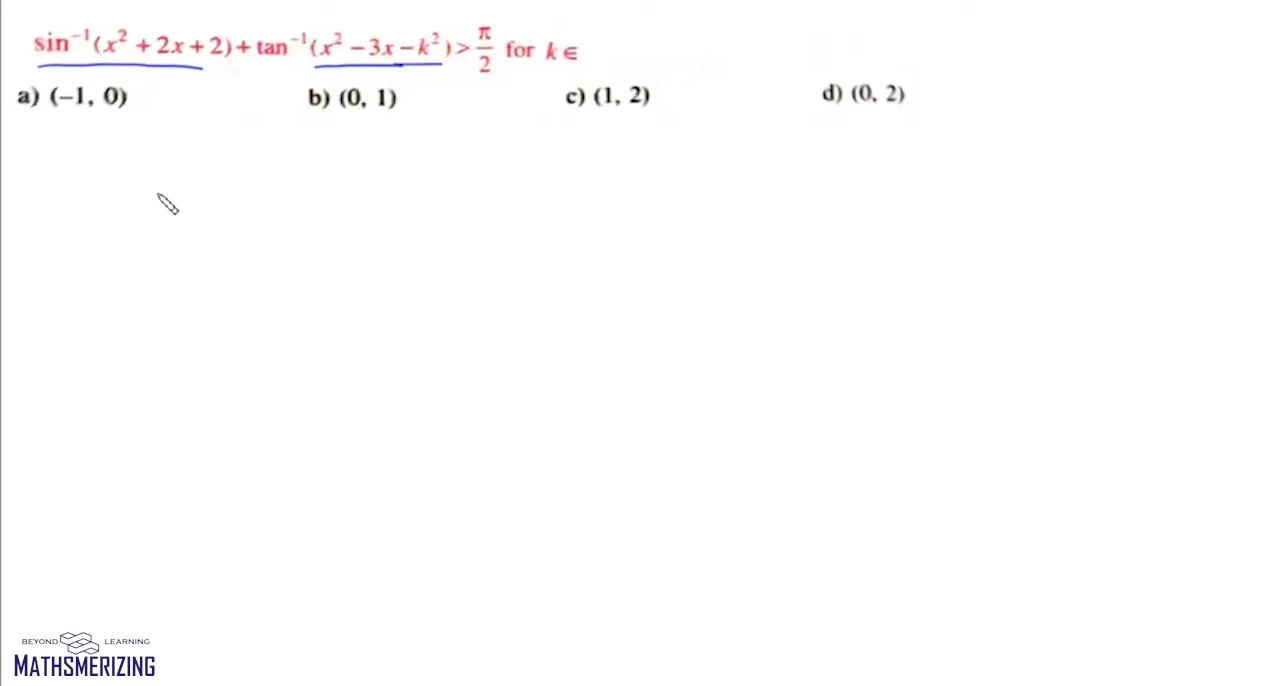 sin⁻¹(x² + 2x + 2) + tan⁻¹(x² − 3x − k²) > π/2 for k ∈
a) (−1, 0) b) (0, 1) c) (1, 2) d) (0, 2)
BEYOND LEARNING
MATHSMERIZING